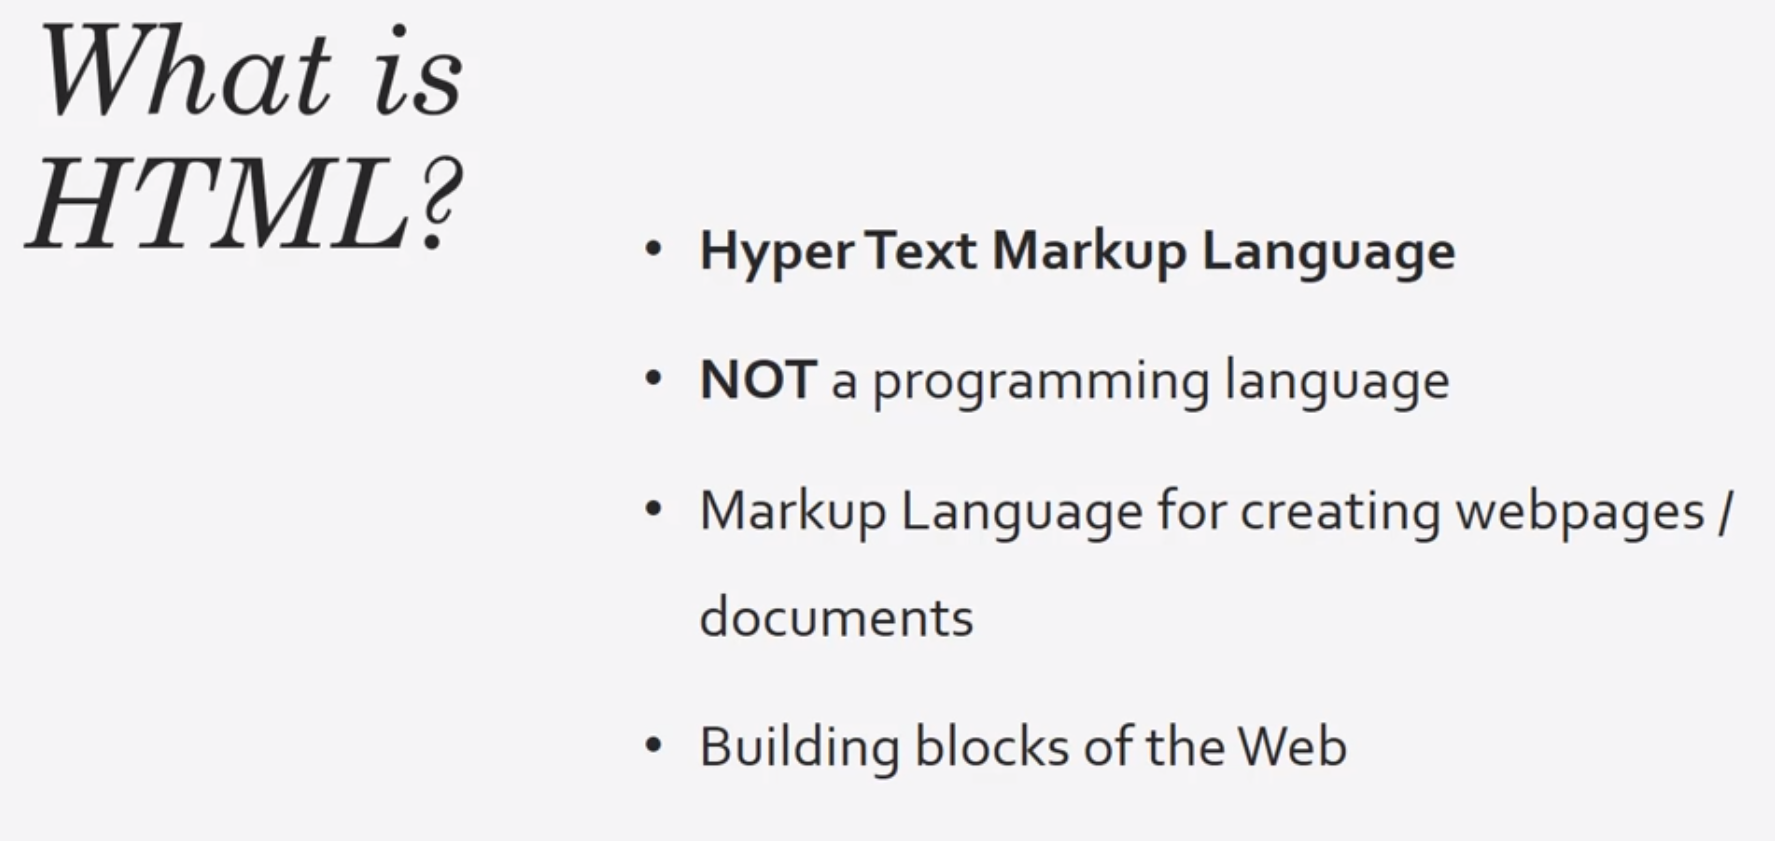 What is
HTML?
• Hyper Text Markup Language
• NOT a programming language
• Markup Language for creating webpages /
documents
• Building blocks of the Web